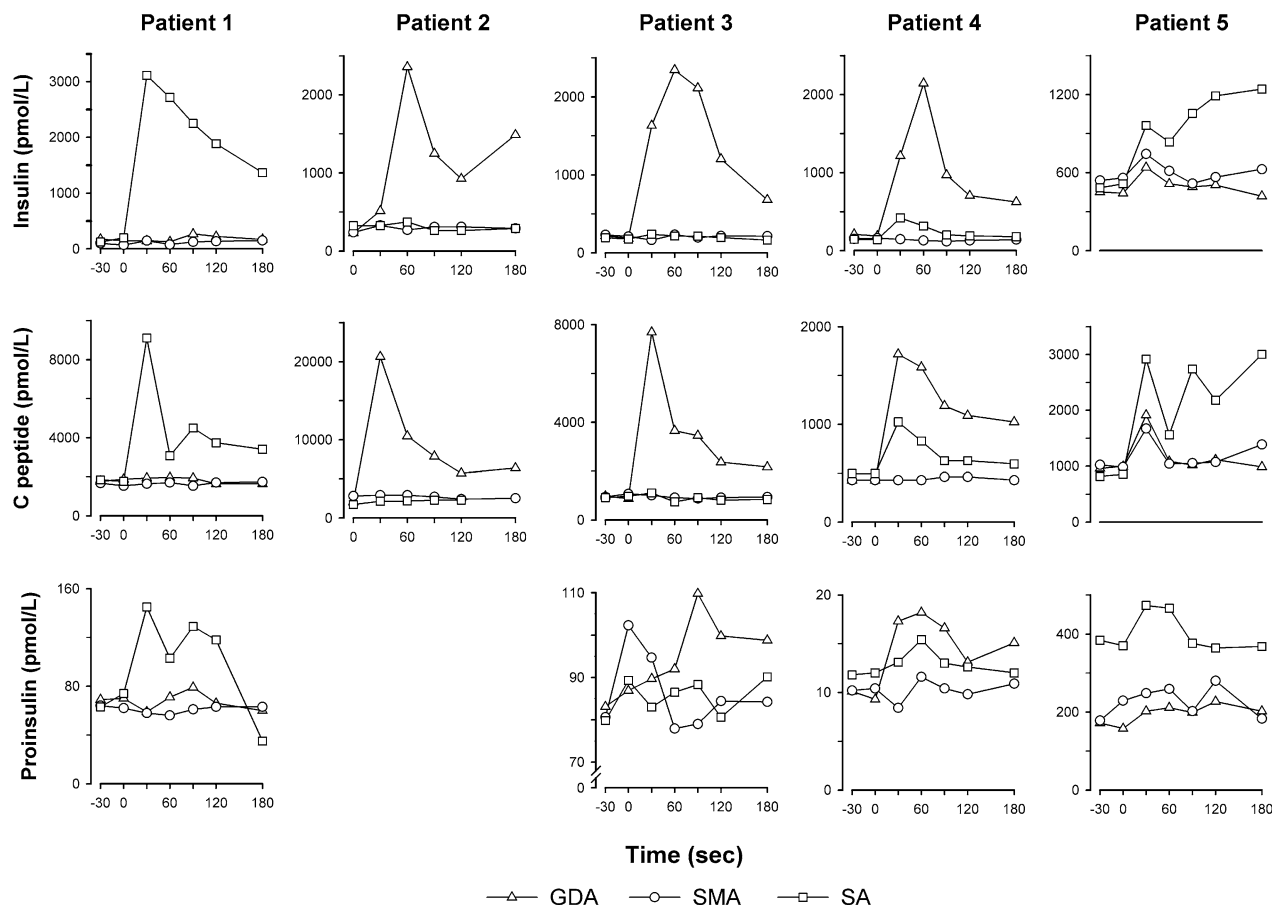 Patient 1 Patient 2 Patient 3 Patient 4 Patient 5
Insulin (pmol/L)
3000
2000
1000
0
-30 0 60 120 180
2000
1000
0
0 60 120 180
2000
1000
0
-30 0 60 120 180
2000
1000
0
-30 0 60 120 180
1200
600
0
C peptide (pmol/L)
8000
4000
0
-30 0 60 120 180
20000
10000
0
0 60 120 180
8000
4000
0
-30 0 60 120 180
2000
1000
0
-30 0 60 120 180
3000
2000
1000
0
Proinsulin (pmol/L)
160
80
0
-30 0 60 120 180
110
90
70
0
-30 0 60 120 180
20
10
0
-30 0 60 120 180
400
200
0
-30 0 60 120 180
Time (sec)
GDA SMA SA